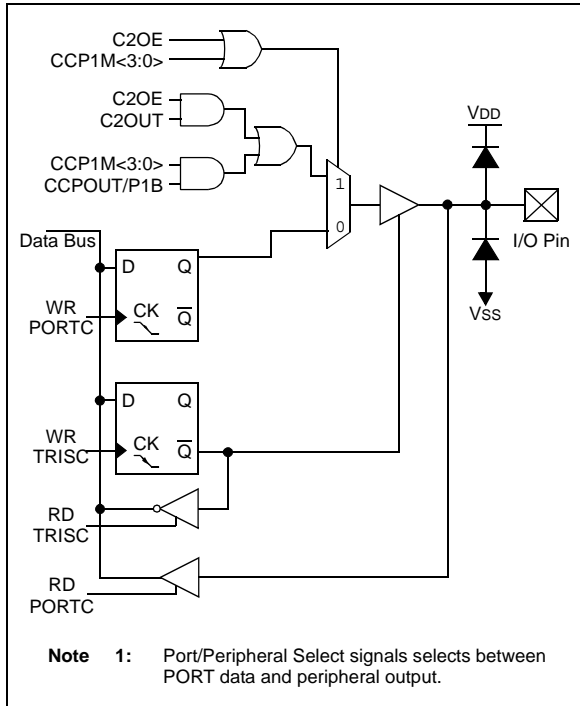 C2OE
CCP1M<3:0>
C2OE
C2OUT
CCP1M<3:0>
CCPOUT/P1B
VDD
1
0
I/O Pin
Data Bus
D Q
WR
PORTC
CK
Q
VSS
D Q
WR
TRISC
CK
Q
RD
TRISC
RD
PORTC
Note 1: Port/Peripheral Select signals selects between
PORT data and peripheral output.